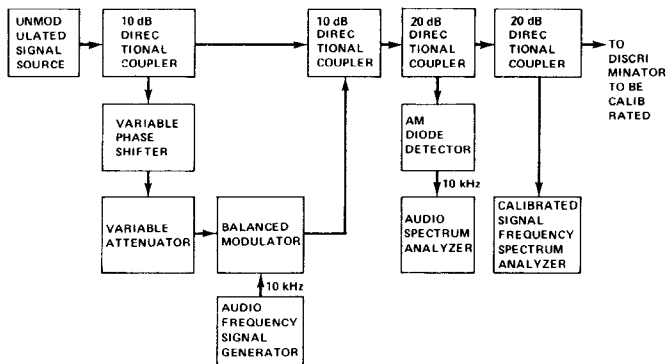 UNMOD
ULATED
SIGNAL
SOURCE
10 dB
DIREC
TIONAL
COUPLER
10 dB
DIREC
TIONAL
COUPLER
20 dB
DIREC
TIONAL
COUPLER
20 dB
DIREC
TIONAL
COUPLER
TO
DISCRI
MINATOR
TO BE
CALIB
RATED
VARIABLE
PHASE
SHIFTER
AM
DIODE
DETECTOR
10 kHz
VARIABLE
ATTENUATOR
BALANCED
MODULATOR
AUDIO
SPECTRUM
ANALYZER
CALIBRATED
SIGNAL
FREQUENCY
SPECTRUM
ANALYZER
10 kHz
AUDIO
FREQUENCY
SIGNAL
GENERATOR